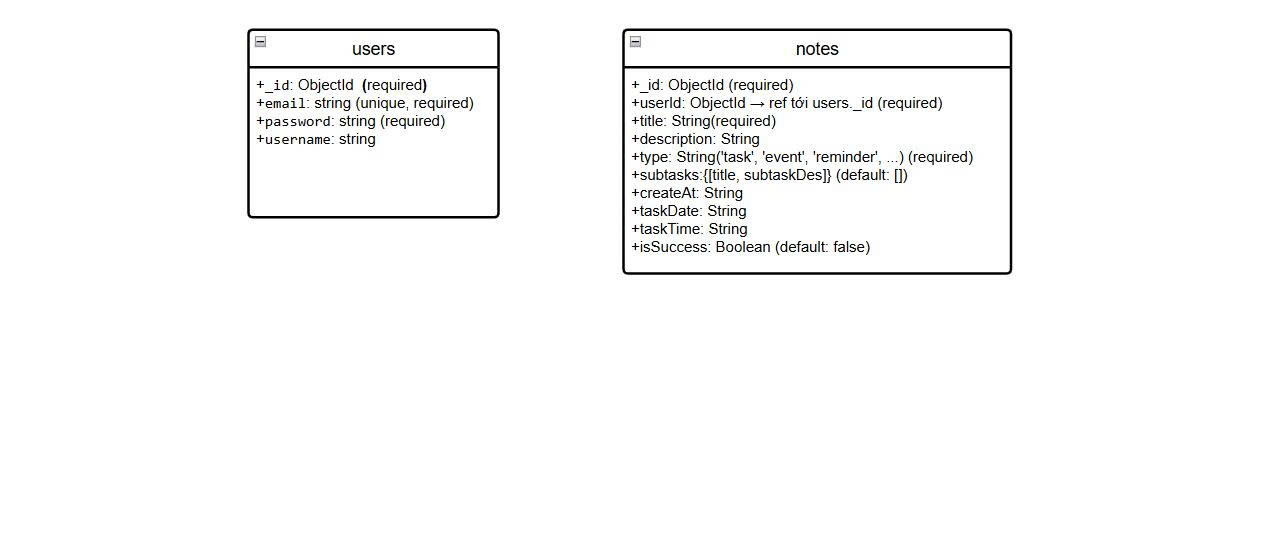 users
+_id: ObjectId (required)
+email: string (unique, required)
+password: string (required)
+username: string
notes
+_id: ObjectId (required)
+userId: ObjectId → ref tới users._id (required)
+title: String(required)
+description: String
+type: String('task', 'event', 'reminder', ...) (required)
+subtasks:{[title, subtaskDes]} (default: [])
+createAt: String
+taskDate: String
+taskTime: String
+isSuccess: Boolean (default: false)